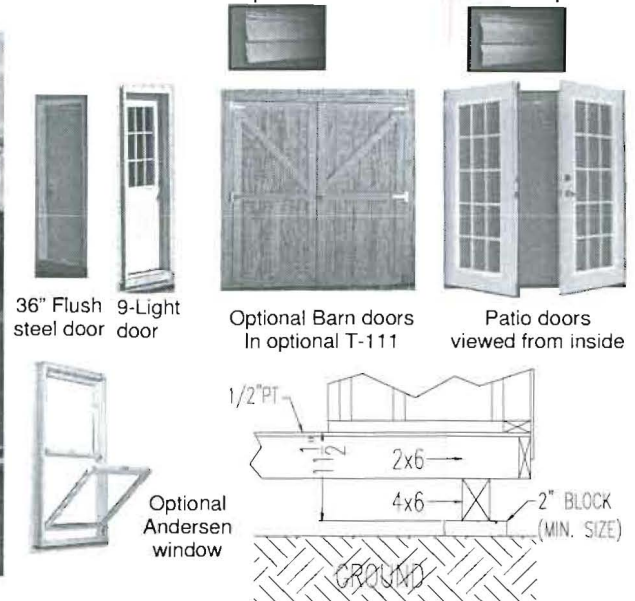 36" Flush
steel door
9-Light
door
Optional Barn doors
In optional T-111
Patio doors
viewed from inside
Optional
Andersen
window
1/2"PT
11 1/2"
2x6
4x6
2" BLOCK
(MIN. SIZE)
GROUND